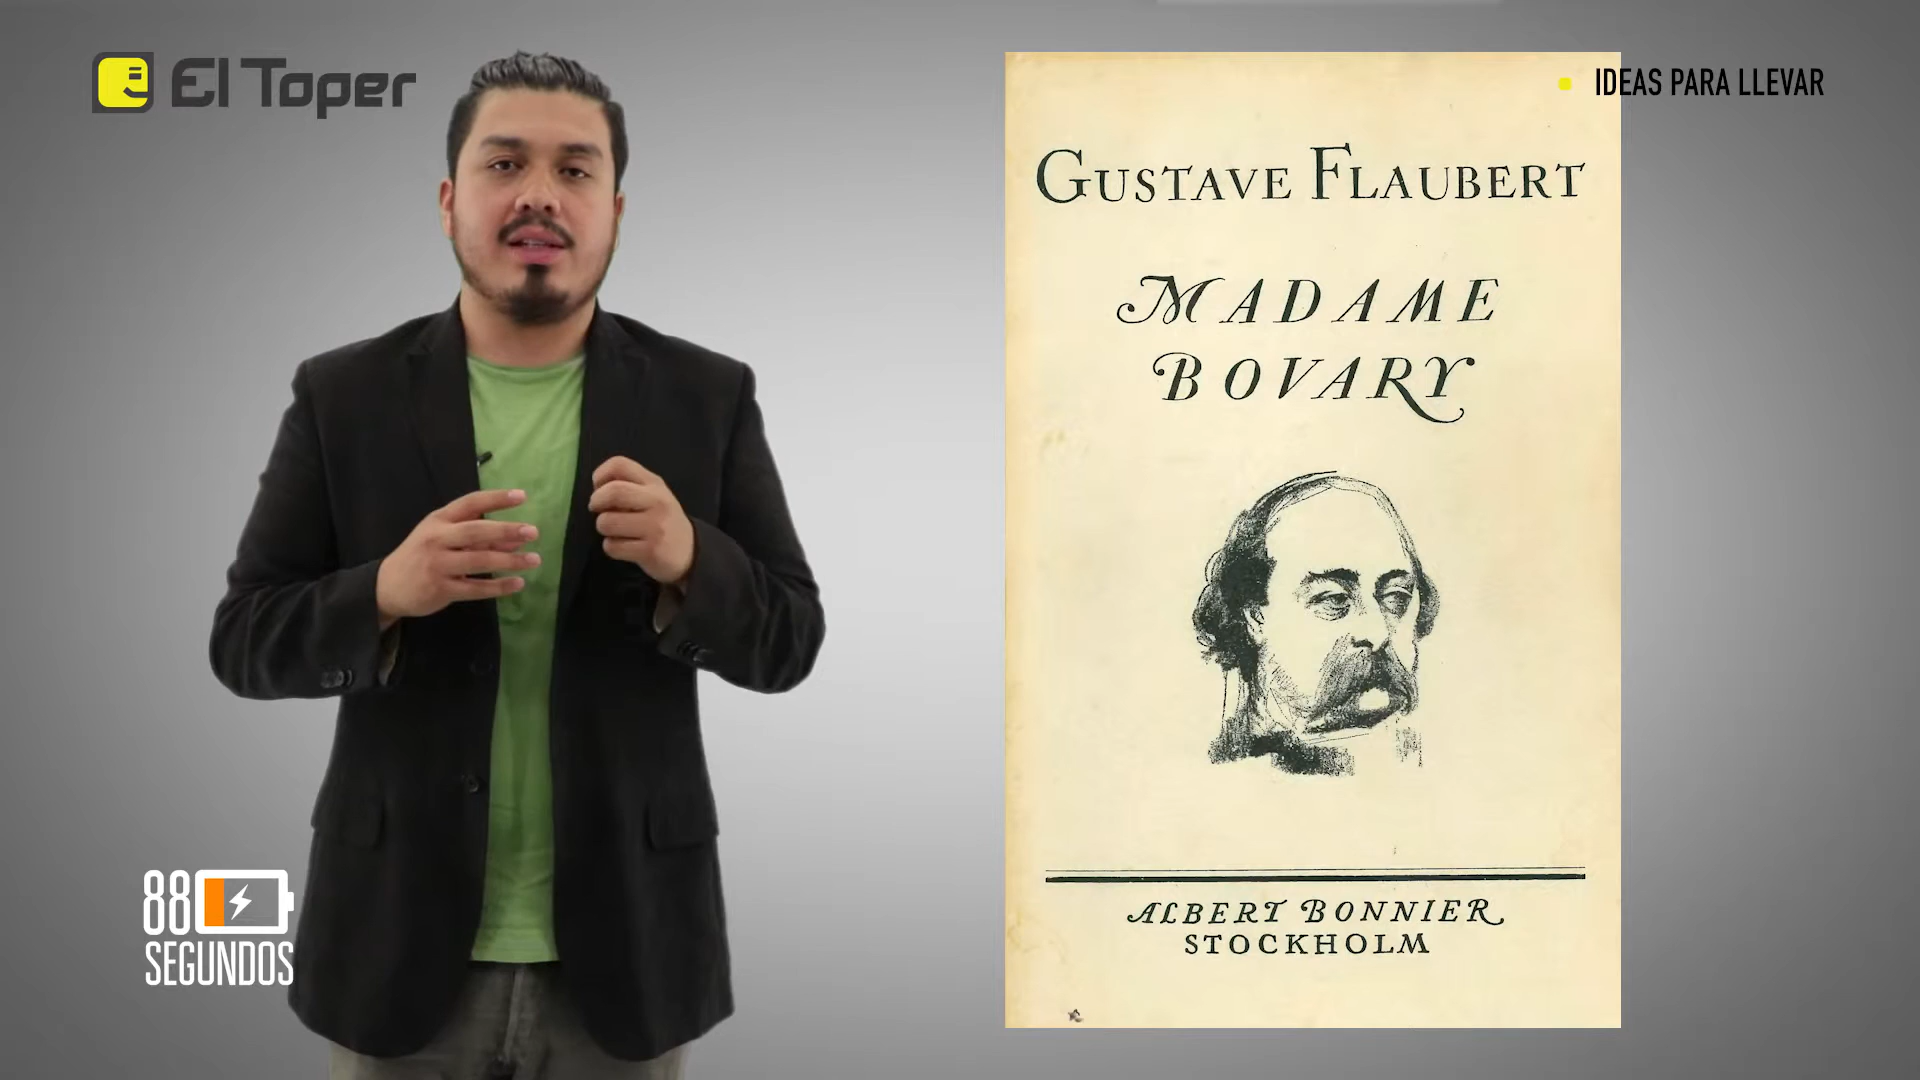 El Toper
IDEAS PARA LLEVAR
GUSTAVE FLAUBERT
MADAME
BOVARY
ALBERT BONNIER
STOCKHOLM
88
SEGUNDOS